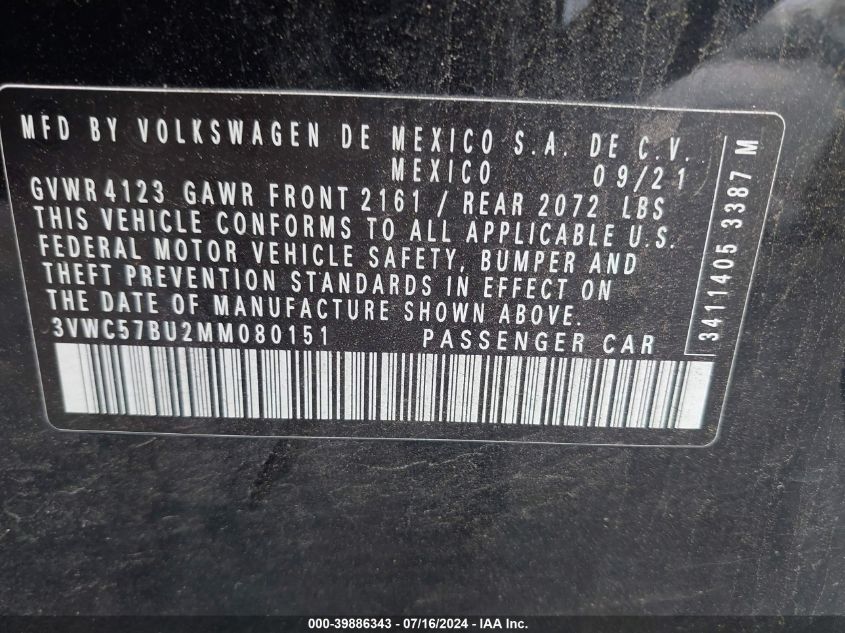 MFD BY VOLKSWAGEN DE MEXICO S.A. DE C.V.
MEXICO 09/21
GVWR4123 GAWR FRONT 2161 / REAR 2072 LBS
THIS VEHICLE CONFORMS TO ALL APPLICABLE U.S.
FEDERAL MOTOR VEHICLE SAFETY, BUMPER AND
THEFT PREVENTION STANDARDS IN EFFECT ON
THE DATE OF MANUFACTURE SHOWN ABOVE.
3VWC57BU2MM080151 PASSENGER CAR
3411405 3387 M
000-39886343 - 07/16/2024 - IAA Inc.